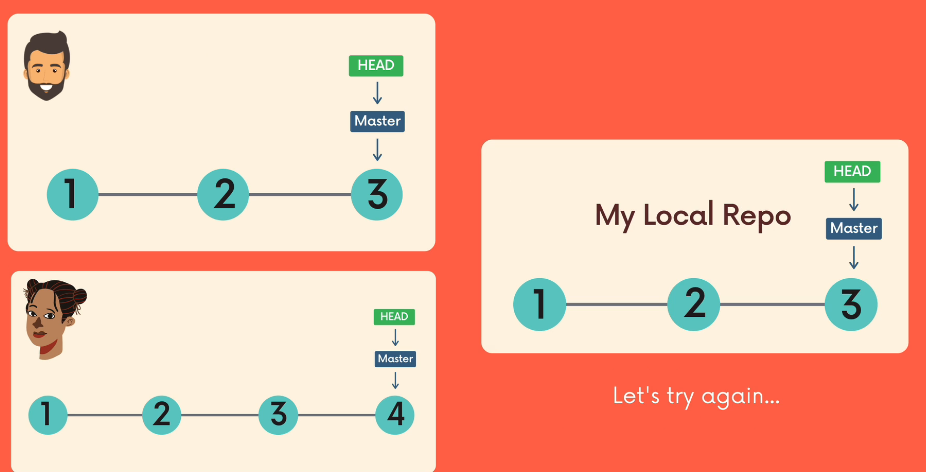 HEAD
Master
1 2 3
HEAD
Master
1 2 3 4
HEAD
My Local Repo
Master
1 2 3
Let's try again...